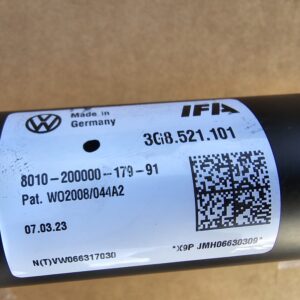 Made in
Germany
IFA
3G8.521.101
8010-200000-179-91
Pat. WO2008/044A2
07.03.23
N(T)VW066317030
*X9P JMH06630309*